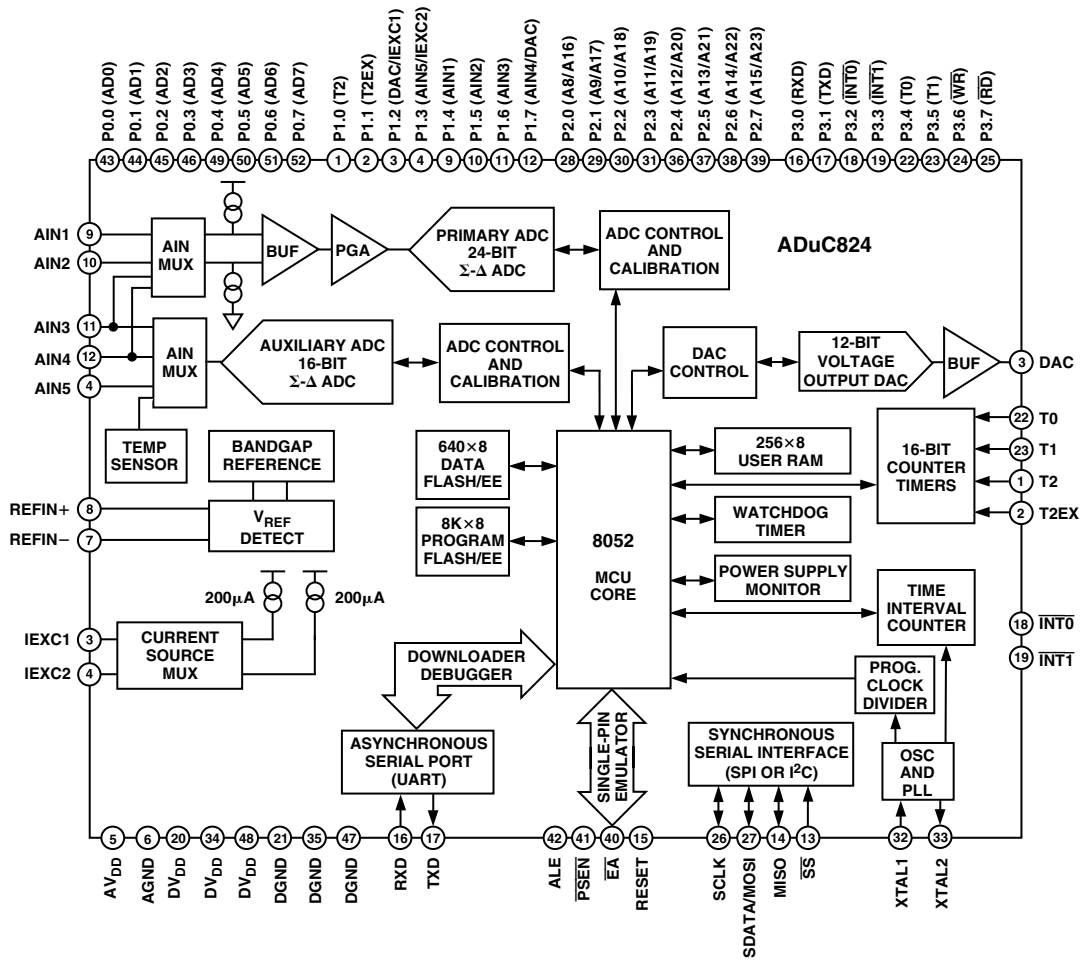 P0.0 (AD0)
P0.1 (AD1)
P0.2 (AD2)
P0.3 (AD3)
P0.4 (AD4)
P0.5 (AD5)
P0.6 (AD6)
P0.7 (AD7)
P1.0 (T2)
P1.1 (T2EX)
P1.2 (DAC/IEXC1)
P1.3 (AIN5/IEXC2)
P1.4 (AIN1)
P1.5 (AIN2)
P1.6 (AIN3)
P1.7 (AIN4/DAC)
P2.0 (A8/A16)
P2.1 (A9/A17)
P2.2 (A10/A18)
P2.3 (A11/A19)
P2.4 (A12/A20)
P2.5 (A13/A21)
P2.6 (A14/A22)
P2.7 (A15/A23)
P3.0 (RXD)
P3.1 (TXD)
P3.2 (INT0)
P3.3 (INT1)
P3.4 (T0)
P3.5 (T1)
P3.6 (WR)
P3.7 (RD)
43 44 45 46 49 50 51 52 1 2 3 4 9 10 11 12 28 29 30 31 36 37 38 39 16 17 18 19 22 23 24 25
ADuC824
AIN1 9
AIN2 10
AIN3 11
AIN4 12
AIN5 4
AIN
MUX
BUF
PGA
PRIMARY ADC
24-BIT
Σ-Δ ADC
ADC CONTROL
AND
CALIBRATION
AIN
MUX
AUXILIARY ADC
16-BIT
Σ-Δ ADC
ADC CONTROL
AND
CALIBRATION
DAC
CONTROL
12-BIT
VOLTAGE
OUTPUT DAC
BUF
3 DAC
TEMP
SENSOR
BANDGAP
REFERENCE
VREF
DETECT
REFIN+ 8
REFIN− 7
640×8
DATA
FLASH/EE
8K×8
PROGRAM
FLASH/EE
8052
MCU
CORE
256×8
USER RAM
WATCHDOG
TIMER
POWER SUPPLY
MONITOR
16-BIT
COUNTER
TIMERS
22 T0
23 T1
1 T2
2 T2EX
TIME
INTERVAL
COUNTER
18 INT0
19 INT1
200μA
200μA
IEXC1 3
IEXC2 4
CURRENT
SOURCE
MUX
DOWNLOADER
DEBUGGER
ASYNCHRONOUS
SERIAL PORT
(UART)
SINGLE-PIN
EMULATOR
SYNCHRONOUS
SERIAL INTERFACE
(SPI OR I²C)
PROG.
CLOCK
DIVIDER
OSC
AND
PLL
5 6 20 34 48 21 35 47 16 17 42 41 40 15 26 27 14 13 32 33
AVDD
AGND
DVDD
DVDD
DVDD
DGND
DGND
DGND
RXD
TXD
ALE
PSEN
EA
RESET
SCLK
SDATA/MOSI
MISO
SS
XTAL1
XTAL2